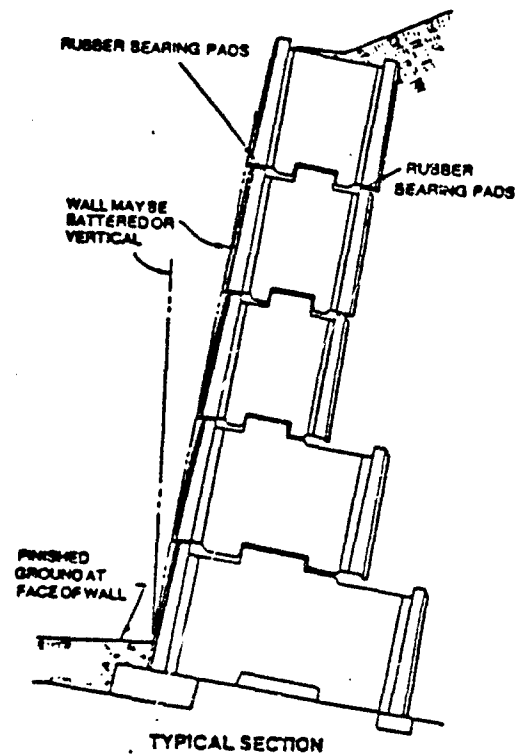 RUBBER BEARING PADS
RUBBER
BEARING PADS
WALL MAY BE
BATTERED OR
VERTICAL
FINISHED
GROUND AT
FACE OF WALL
TYPICAL SECTION